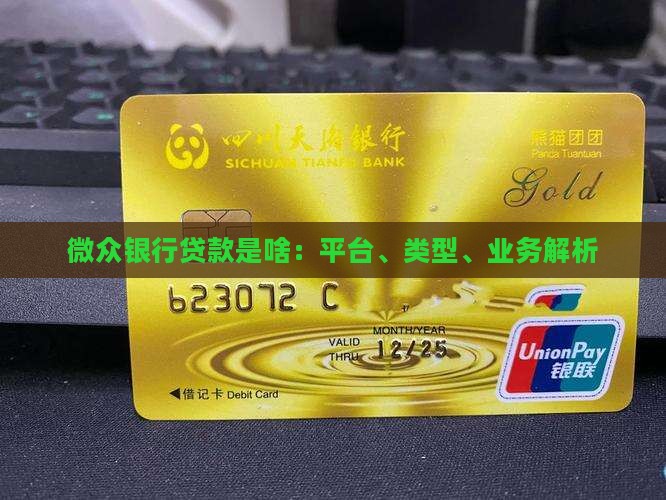 四川天府银行
SICHUAN TIANFU BANK
熊猫团团
Panda Tuantuan
Gold
微众银行贷款是啥：平台、类型、业务解析
623072 C
MONTH/YEAR
VALID
THRU
12/25
UnionPay
银联
借记卡 Debit Card